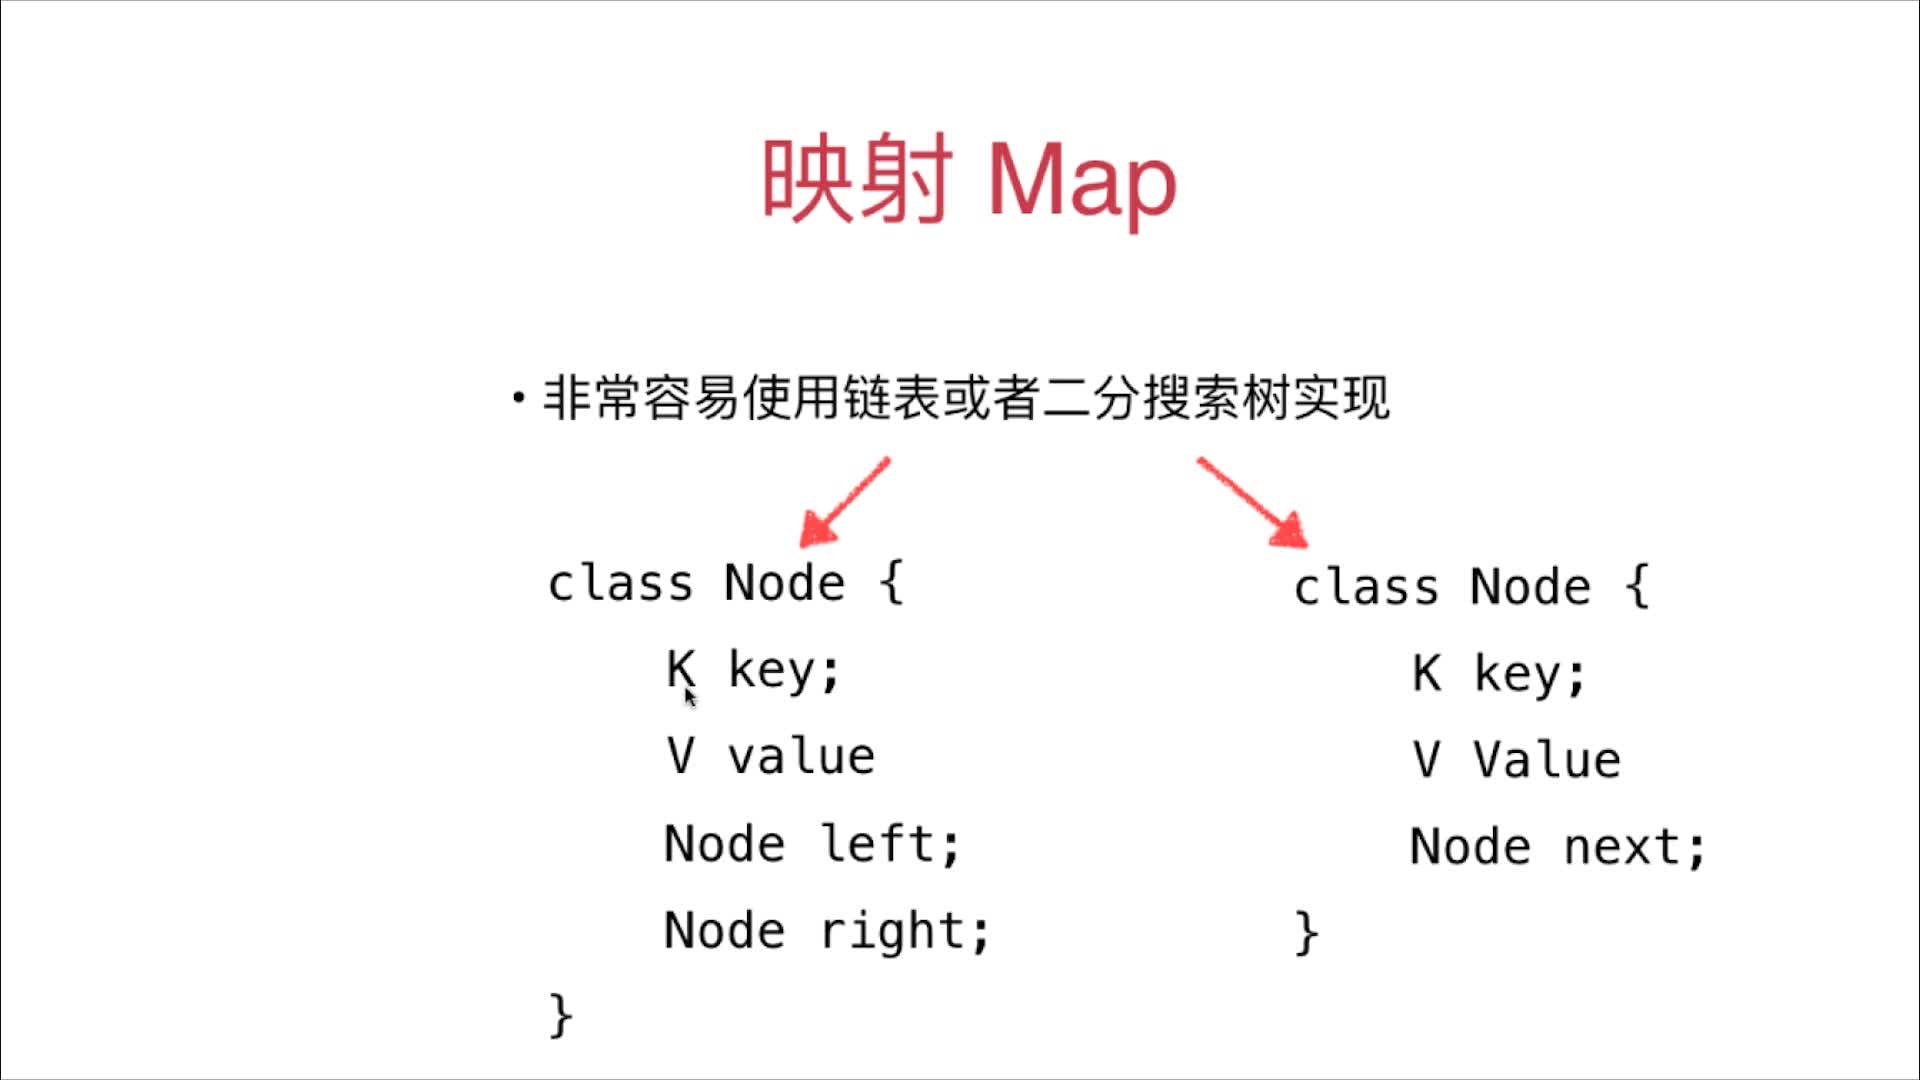 映射 Map
• 非常容易使用链表或者二分搜索树实现
class Node {
K key;
V value
Node left;
Node right;
}
class Node {
K key;
V Value
Node next;
}